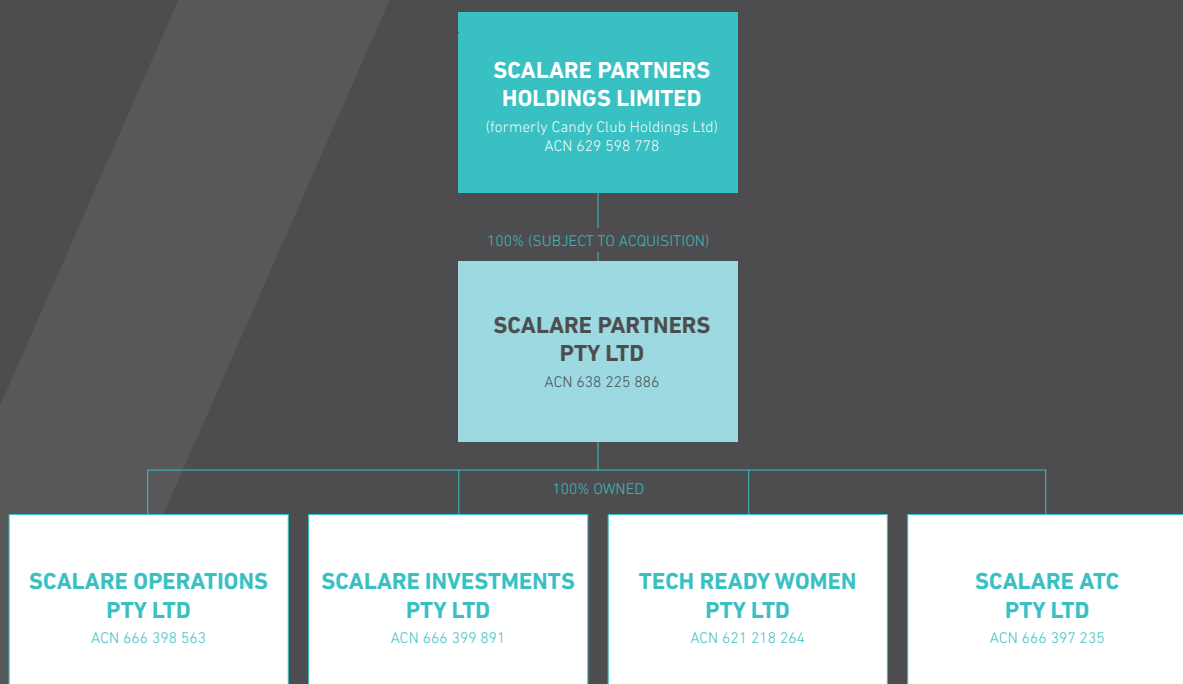 SCALARE PARTNERS
HOLDINGS LIMITED
(formerly Candy Club Holdings Ltd)
ACN 629 598 778
100% (SUBJECT TO ACQUISITION)
SCALARE PARTNERS
PTY LTD
ACN 638 225 886
100% OWNED
SCALARE OPERATIONS
PTY LTD
ACN 666 398 563
SCALARE INVESTMENTS
PTY LTD
ACN 666 399 891
TECH READY WOMEN
PTY LTD
ACN 621 218 264
SCALARE ATC
PTY LTD
ACN 666 397 235